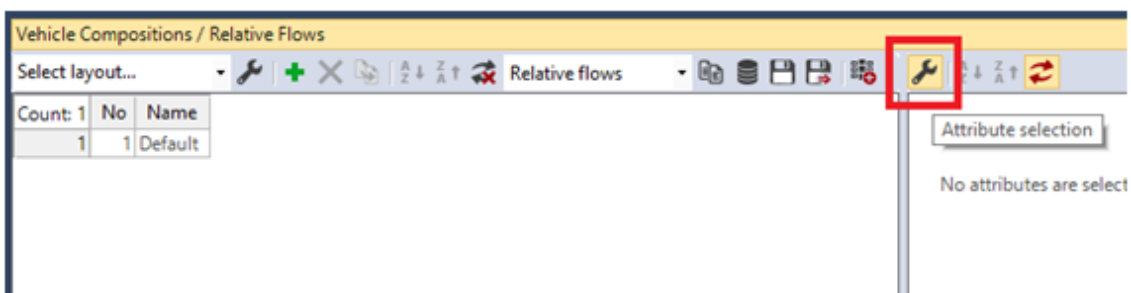 Vehicle Compositions / Relative Flows
Select layout... Relative flows
Count: 1 No Name
1 1 Default
Attribute selection
No attributes are select